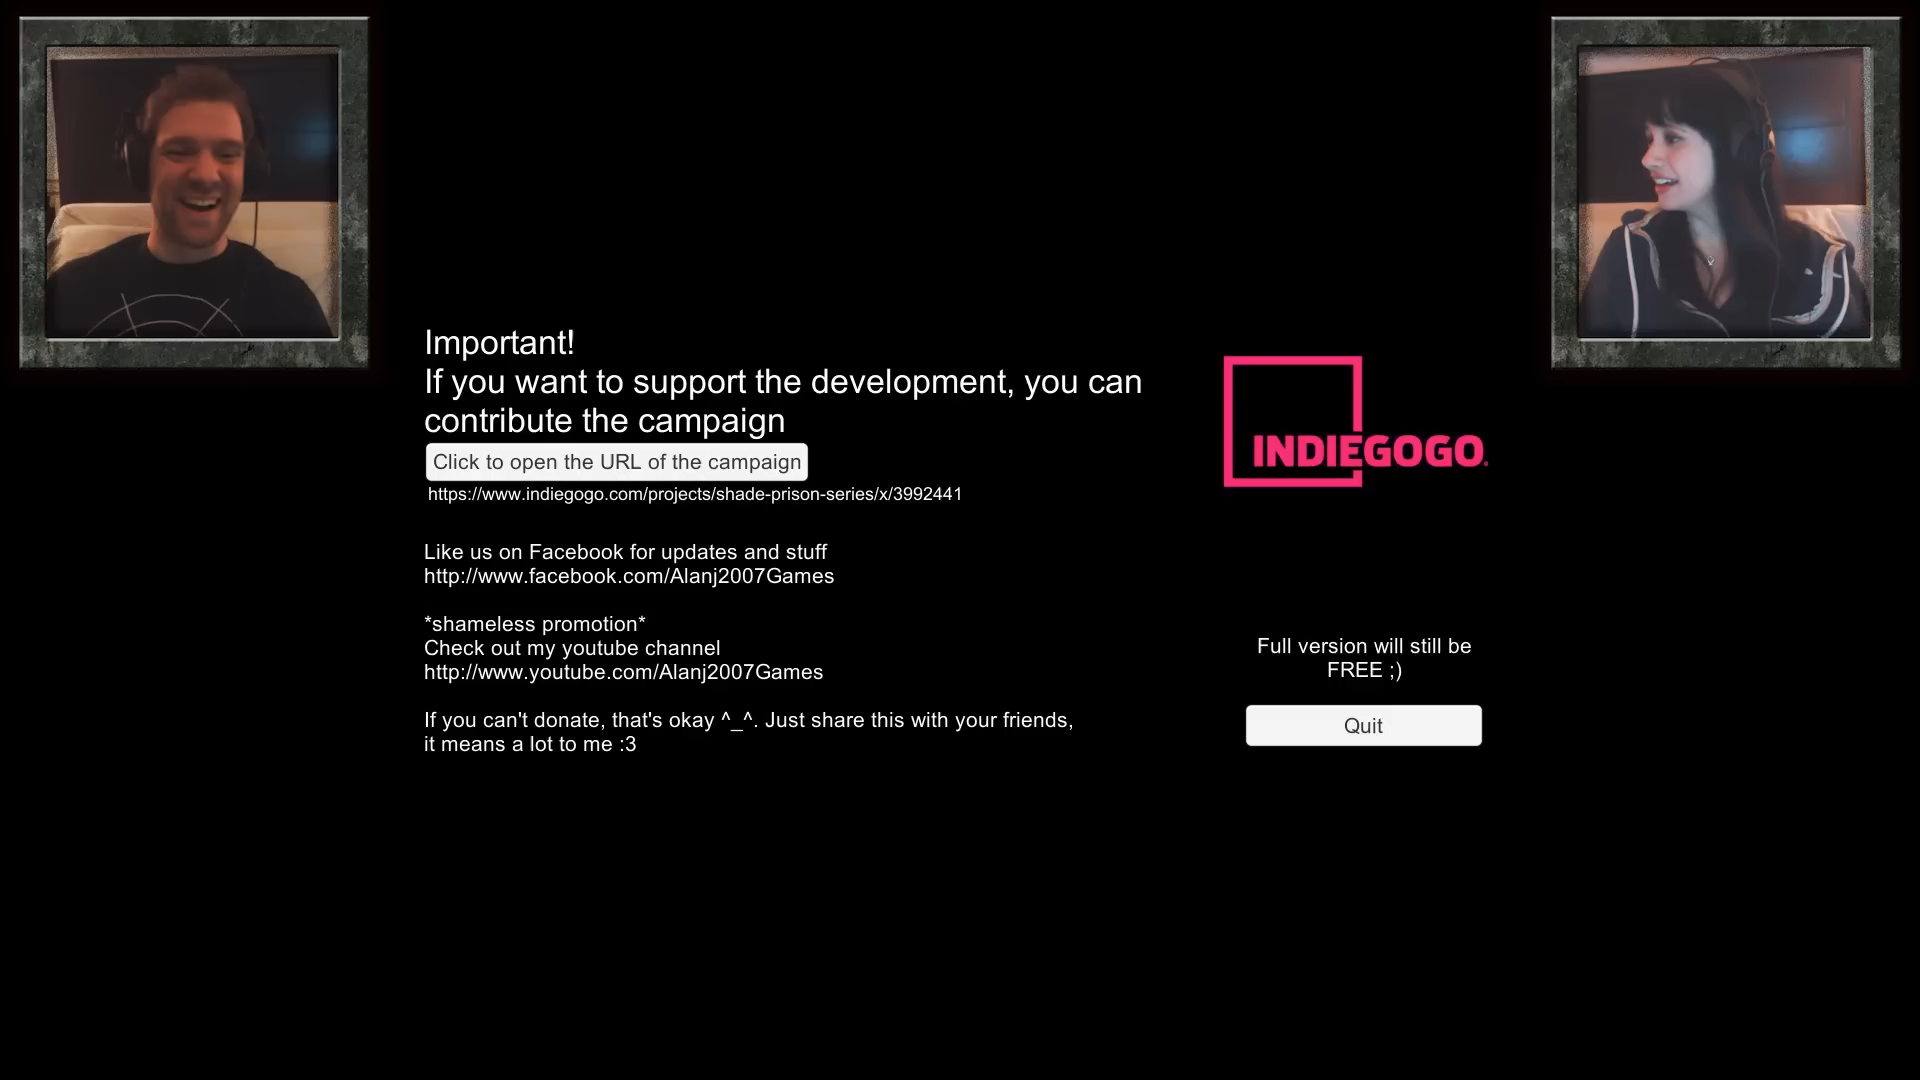 Important!
If you want to support the development, you can
contribute the campaign
Click to open the URL of the campaign
https://www.indiegogo.com/projects/shade-prison-series/x/3992441
INDIEGOGO.
Like us on Facebook for updates and stuff
http://www.facebook.com/Alanj2007Games
*shameless promotion*
Check out my youtube channel
http://www.youtube.com/Alanj2007Games
If you can't donate, that's okay ^_^. Just share this with your friends,
it means a lot to me :3
Full version will still be
FREE ;)
Quit